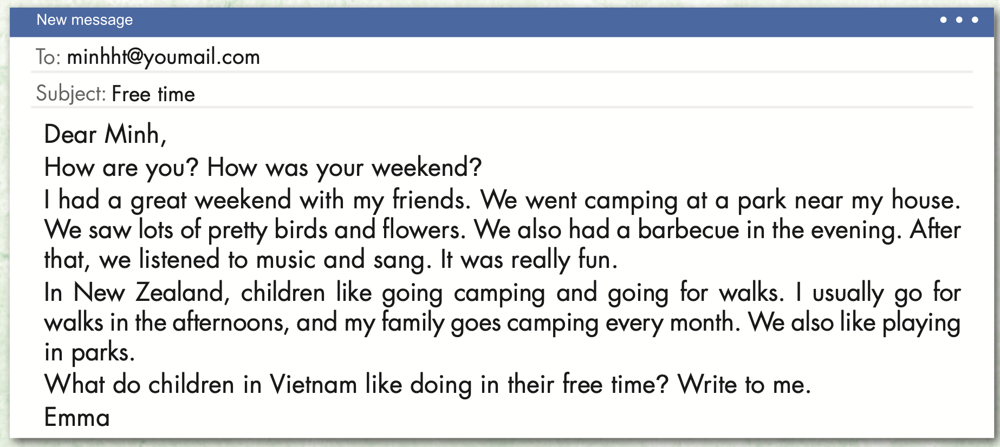 New message
To: minhht@youmail.com
Subject: Free time
Dear Minh,
How are you? How was your weekend?
I had a great weekend with my friends. We went camping at a park near my house.
We saw lots of pretty birds and flowers. We also had a barbecue in the evening. After
that, we listened to music and sang. It was really fun.
In New Zealand, children like going camping and going for walks. I usually go for
walks in the afternoons, and my family goes camping every month. We also like playing
in parks.
What do children in Vietnam like doing in their free time? Write to me.
Emma